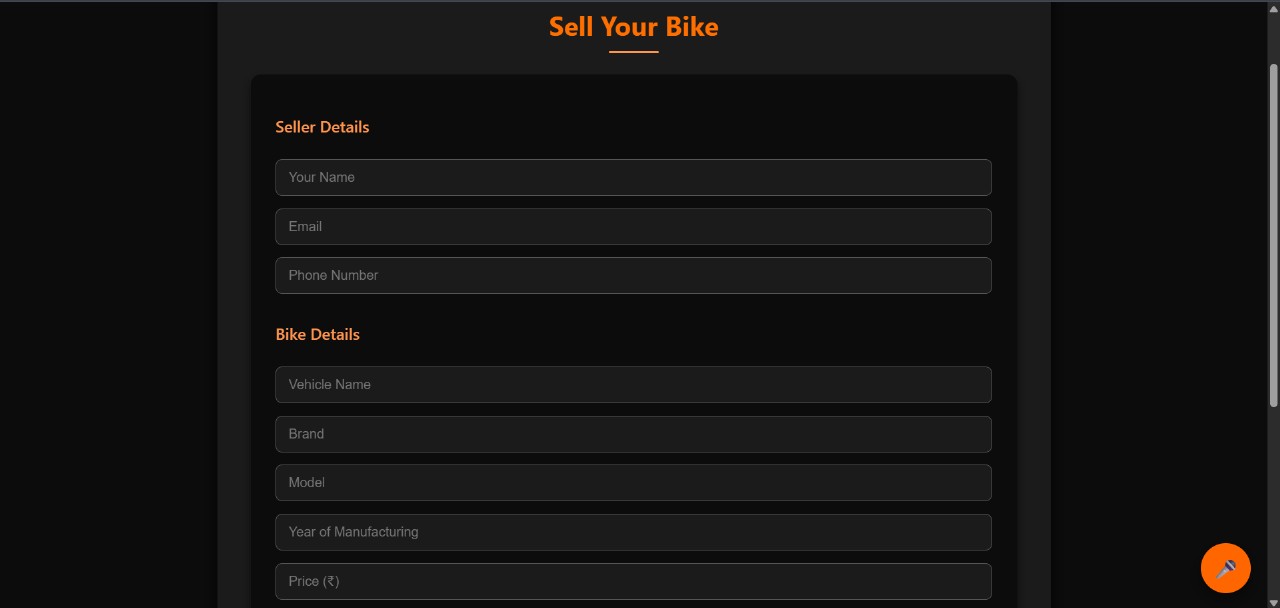 Sell Your Bike
Seller Details
Your Name
Email
Phone Number
Bike Details
Vehicle Name
Brand
Model
Year of Manufacturing
Price (₹)